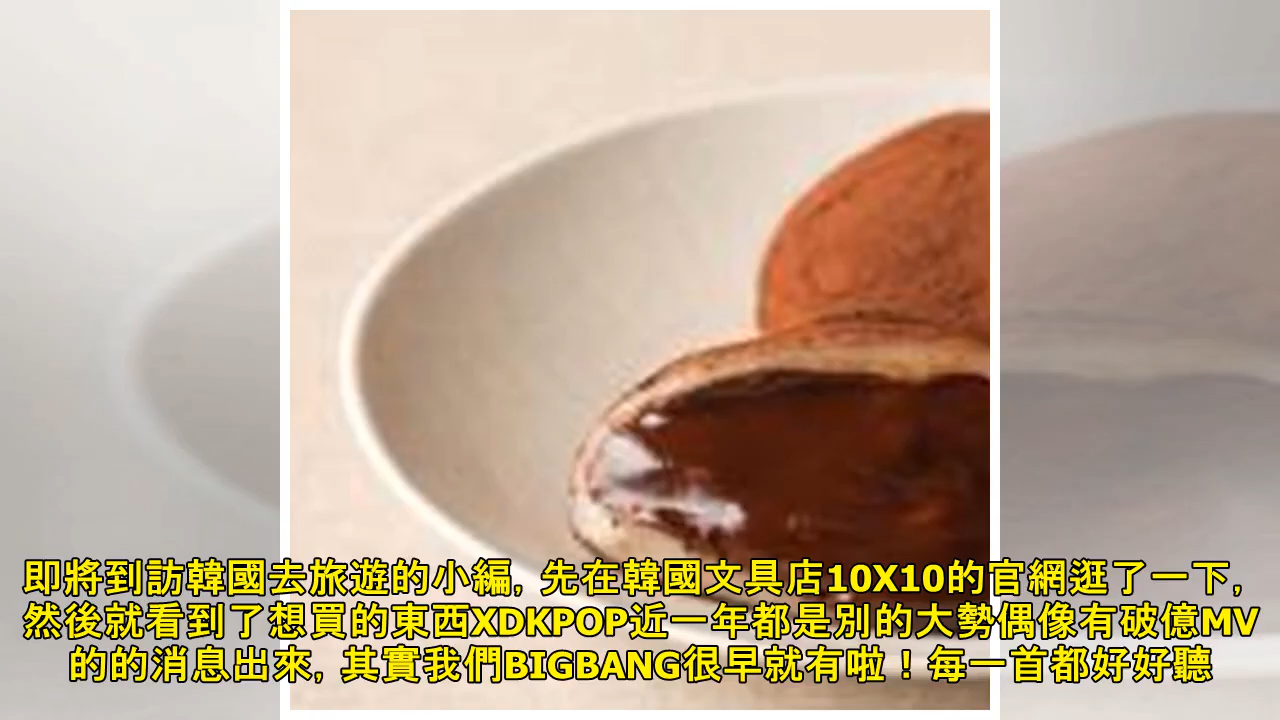 即將到訪韓國去旅遊的小編, 先在韓國文具店10X10的官網逛了一下,
然後就看到了想買的東西XDKPOP近一年都是別的大勢偶像有破億MV
的的消息出來, 其實我們BIGBANG很早就有啦！每一首都好好聽